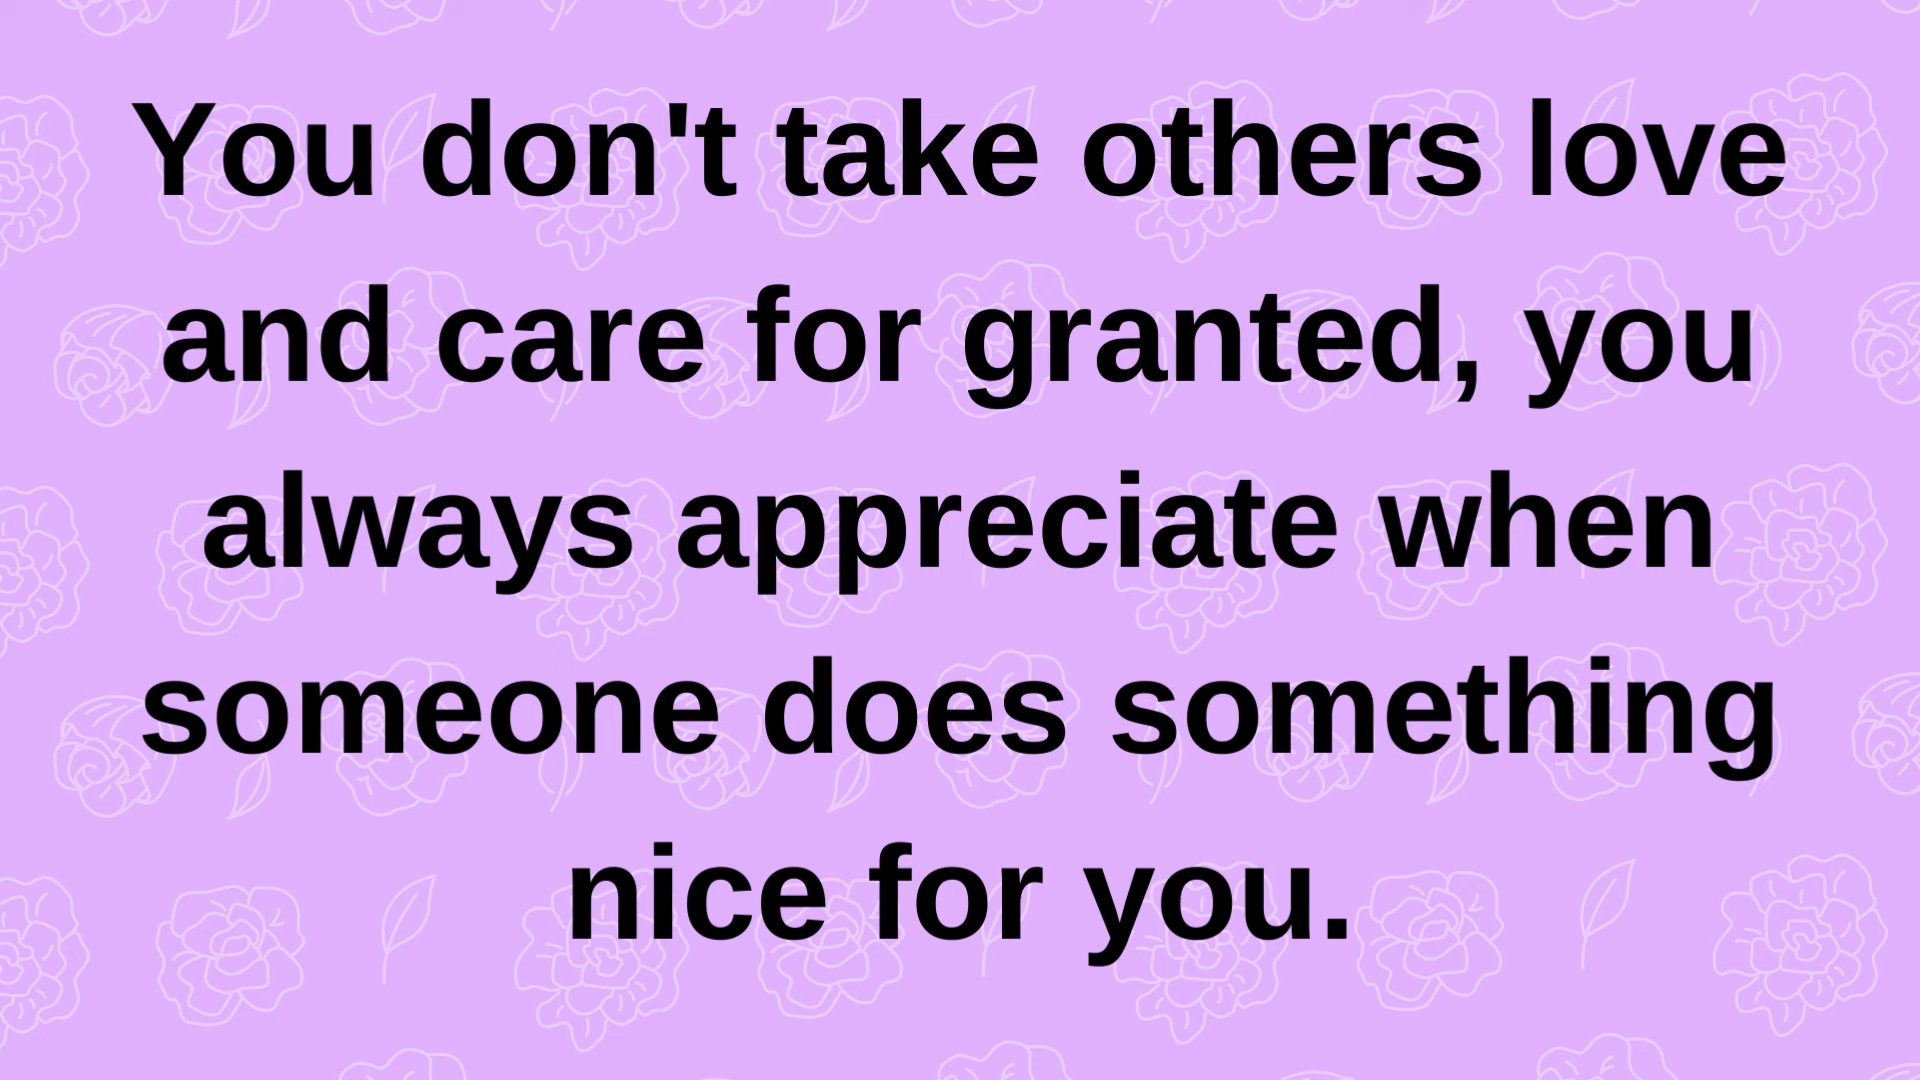 You don't take others love
and care for granted, you
always appreciate when
someone does something
nice for you.